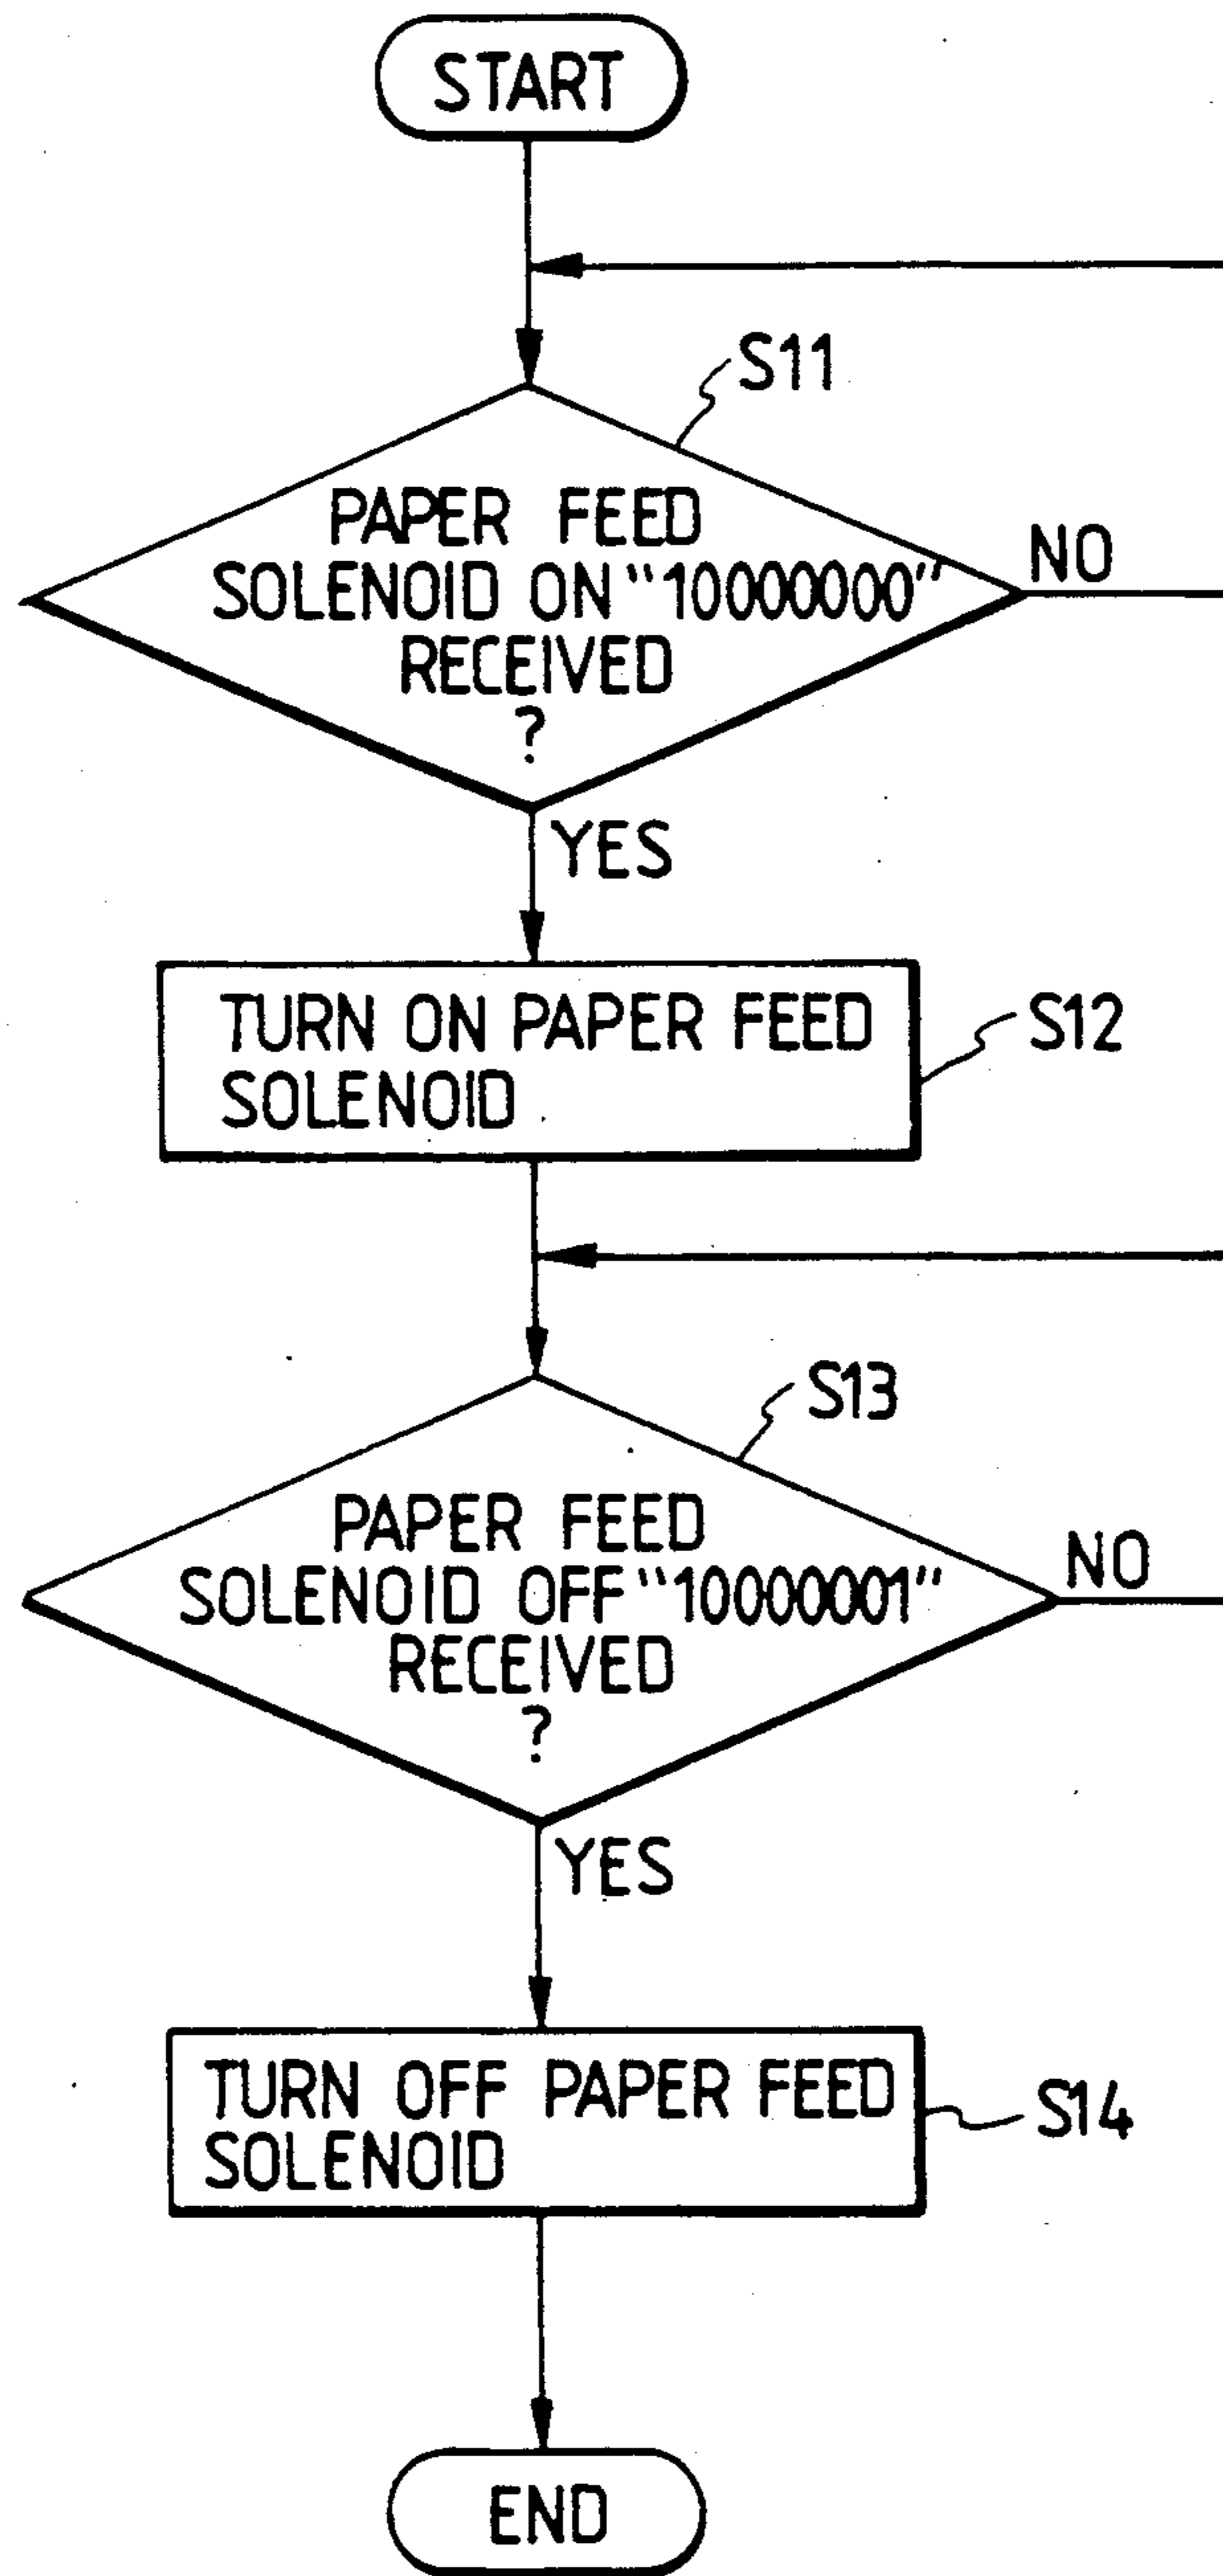 START
S11
PAPER FEED
SOLENOID ON "10000000"
RECEIVED
?
NO
YES
TURN ON PAPER FEED
SOLENOID
S12
S13
PAPER FEED
SOLENOID OFF "10000001"
RECEIVED
?
NO
YES
TURN OFF PAPER FEED
SOLENOID
S14
END